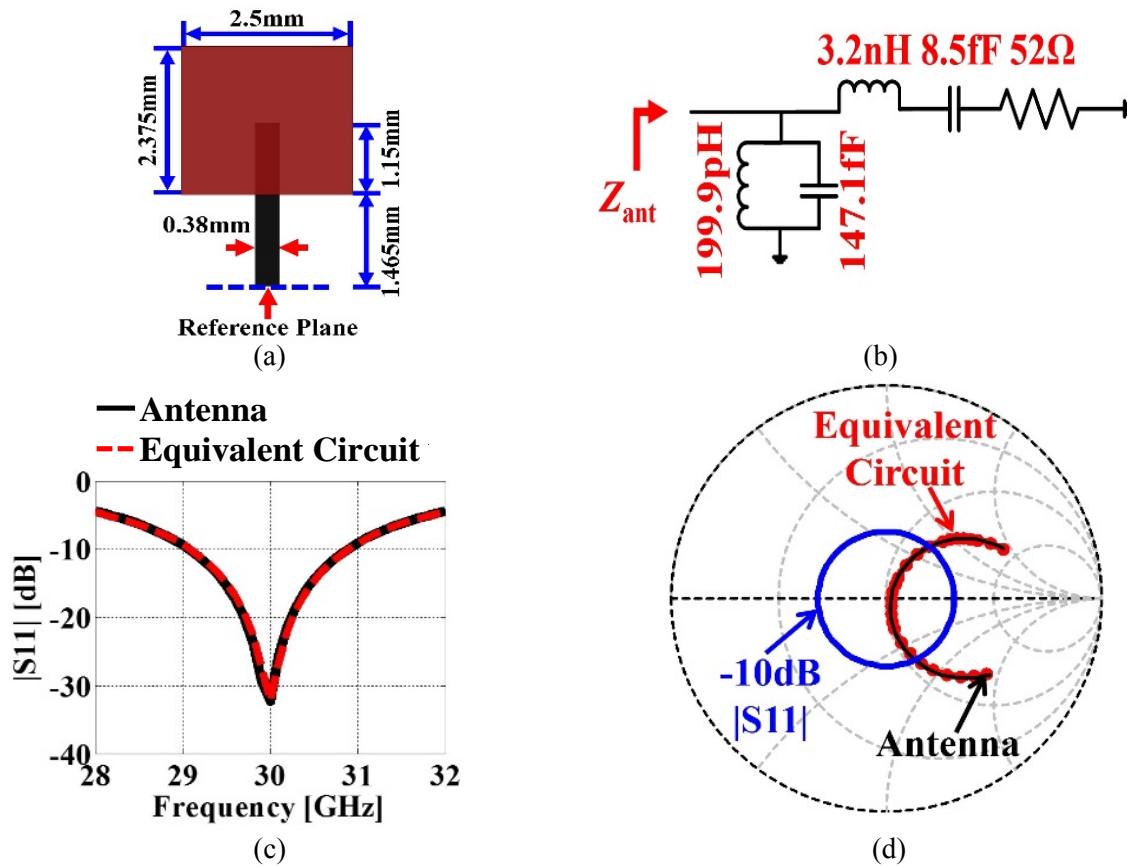 2.5mm
2.375mm
1.15mm
0.38mm
1.465mm
Reference Plane
(a)
3.2nH 8.5fF 52Ω
Zant
199.9pH
147.1fF
(b)
Antenna
Equivalent Circuit
0
-10
-20
-30
-40
|S11| [dB]
28 29 30 31 32
Frequency [GHz]
(c)
Equivalent
Circuit
-10dB
|S11|
Antenna
(d)